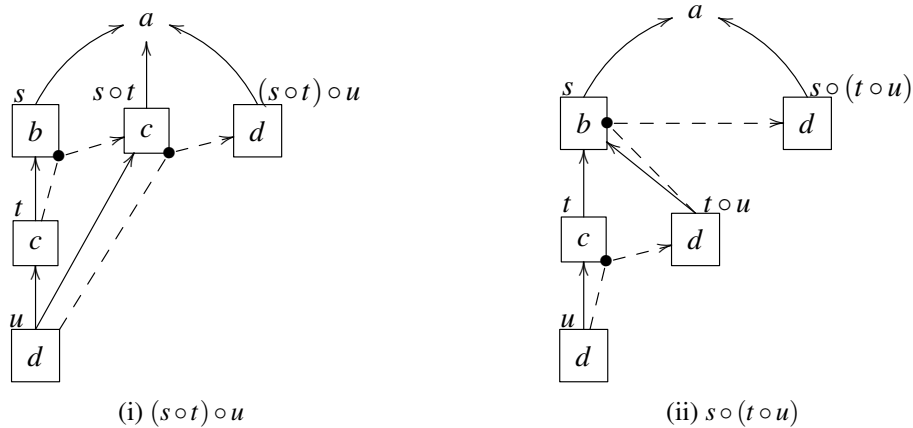 a a
s s ∘ t (s ∘ t) ∘ u s s ∘ (t ∘ u)
b c d b d
t t t ∘ u
c c d
u u
d d
(i) (s ∘ t) ∘ u (ii) s ∘ (t ∘ u)